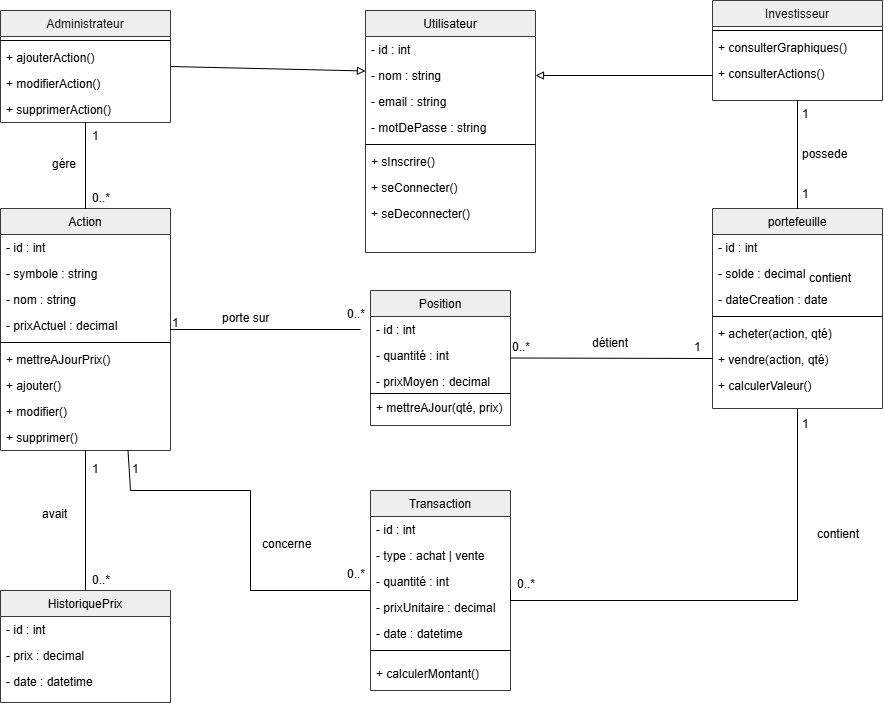 Administrateur
+ ajouterAction()
+ modifierAction()
+ supprimerAction()
Utilisateur
- id : int
- nom : string
- email : string
- motDePasse : string
+ sInscrire()
+ seConnecter()
+ seDeconnecter()
Investisseur
+ consulterGraphiques()
+ consulterActions()
1
gére
0..*
1
possede
1
Action
- id : int
- symbole : string
- nom : string
- prixActuel : decimal
+ mettreAJourPrix()
+ ajouter()
+ modifier()
+ supprimer()
1
porte sur
0..*
Position
- id : int
- quantité : int
- prixMoyen : decimal
+ mettreAJour(qté, prix)
0..*
détient
1
portefeuille
- id : int
- solde : decimal
contient
- dateCreation : date
+ acheter(action, qté)
+ vendre(action, qté)
+ calculerValeur()
1
avait
0..*
1
concerne
0..*
1
contient
0..*
HistoriquePrix
- id : int
- prix : decimal
- date : datetime
Transaction
- id : int
- type : achat | vente
- quantité : int
- prixUnitaire : decimal
- date : datetime
+ calculerMontant()